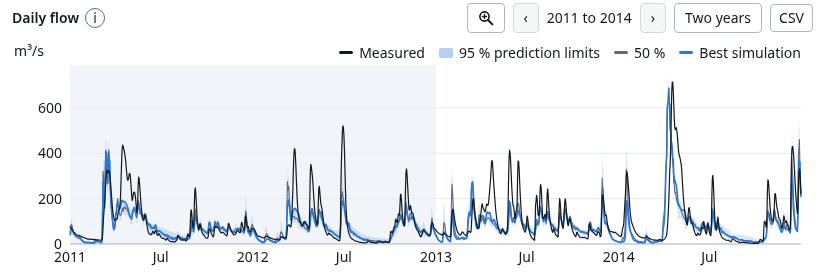 Daily flow i ‹ 2011 to 2014 › Two years CSV
m³/s Measured 95 % prediction limits 50 % Best simulation
600
400
200
0
2011 Jul 2012 Jul 2013 Jul 2014 Jul